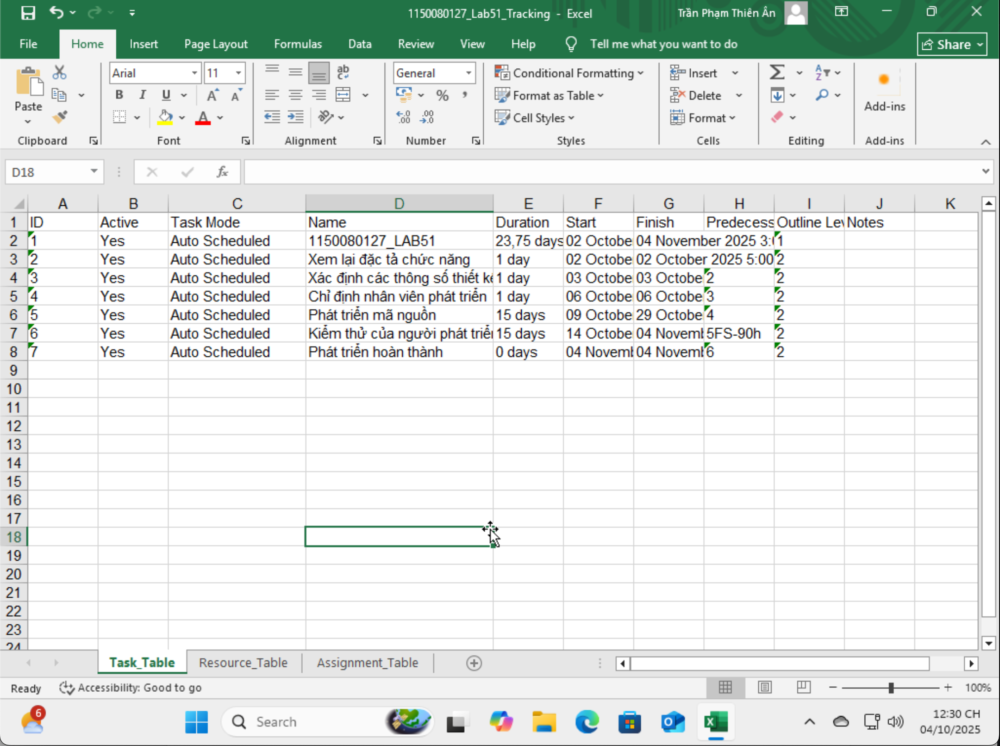 1150080127_Lab51_Tracking - Excel
Trần Phạm Thiên Ân
File Home Insert Page Layout Formulas Data Review View Help Tell me what you want to do Share
Arial 11 ab General Conditional Formatting Insert Σ
Paste B I U A A % , Format as Table Delete Add-ins
A Cell Styles Format
Clipboard Font Alignment Number Styles Cells Editing Add-ins
D18 fx
A B C D E F G H I J K
1 ID Active Task Mode Name Duration Start Finish Predecess Outline Lev Notes
2 1 Yes Auto Scheduled 1150080127_LAB51 23,75 days 02 Octobe 04 November 2025 3: 1
3 2 Yes Auto Scheduled Xem lại đặc tả chức năng 1 day 02 Octobe 02 October 2025 5:00 2
4 3 Yes Auto Scheduled Xác định các thông số thiết kế 1 day 03 Octobe 03 Octobe 2 2
5 4 Yes Auto Scheduled Chỉ định nhân viên phát triển 1 day 06 Octobe 06 Octobe 3 2
6 5 Yes Auto Scheduled Phát triển mã nguồn 15 days 09 Octobe 29 Octobe 4 2
7 6 Yes Auto Scheduled Kiểm thử của người phát triể 15 days 14 Octobe 04 Novem 5FS-90h 2
8 7 Yes Auto Scheduled Phát triển hoàn thành 0 days 04 Novem 04 Novem 6 2
9
10
11
12
13
14
15
16
17
18
19
20
21
22
23
24
Task_Table Resource_Table Assignment_Table
Ready Accessibility: Good to go 100%
6 Search 12:30 CH
04/10/2025